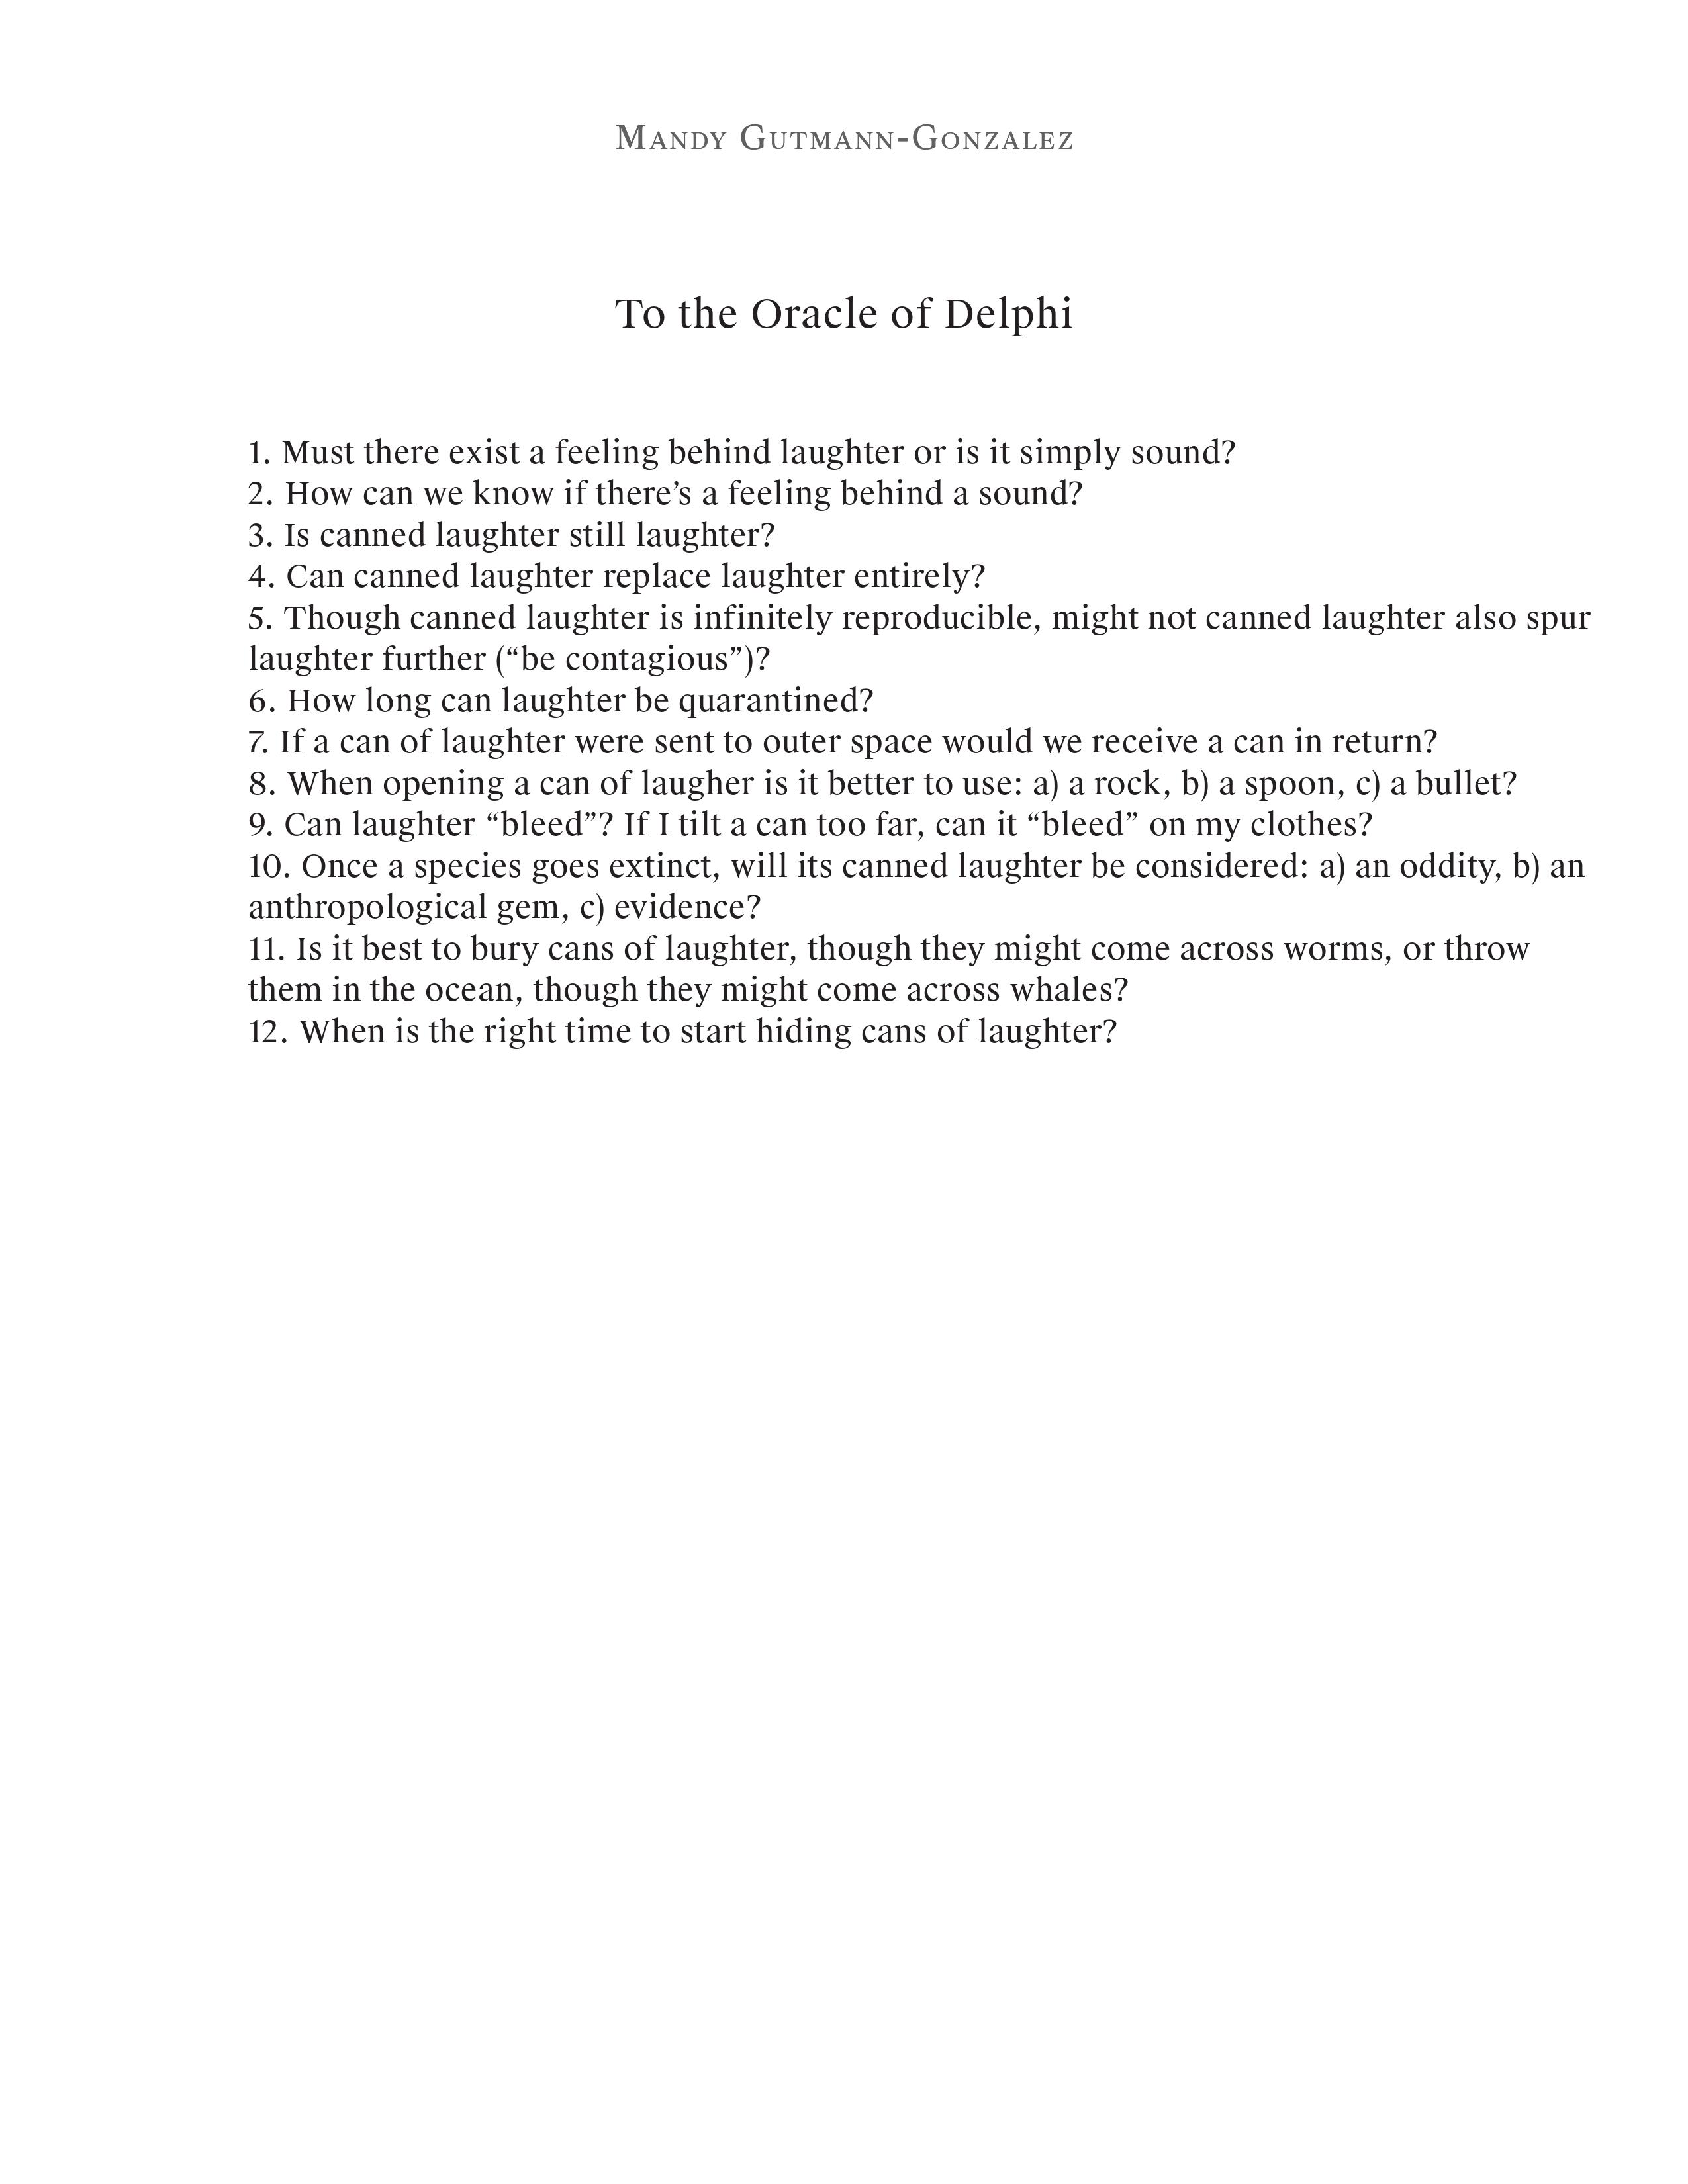 Mandy Gutmann-Gonzalez
To the Oracle of Delphi
1. Must there exist a feeling behind laughter or is it simply sound?
2. How can we know if there’s a feeling behind a sound?
3. Is canned laughter still laughter?
4. Can canned laughter replace laughter entirely?
5. Though canned laughter is infinitely reproducible, might not canned laughter also spur
laughter further (“be contagious”)?
6. How long can laughter be quarantined?
7. If a can of laughter were sent to outer space would we receive a can in return?
8. When opening a can of laugher is it better to use: a) a rock, b) a spoon, c) a bullet?
9. Can laughter “bleed”? If I tilt a can too far, can it “bleed” on my clothes?
10. Once a species goes extinct, will its canned laughter be considered: a) an oddity, b) an
anthropological gem, c) evidence?
11. Is it best to bury cans of laughter, though they might come across worms, or throw
them in the ocean, though they might come across whales?
12. When is the right time to start hiding cans of laughter?